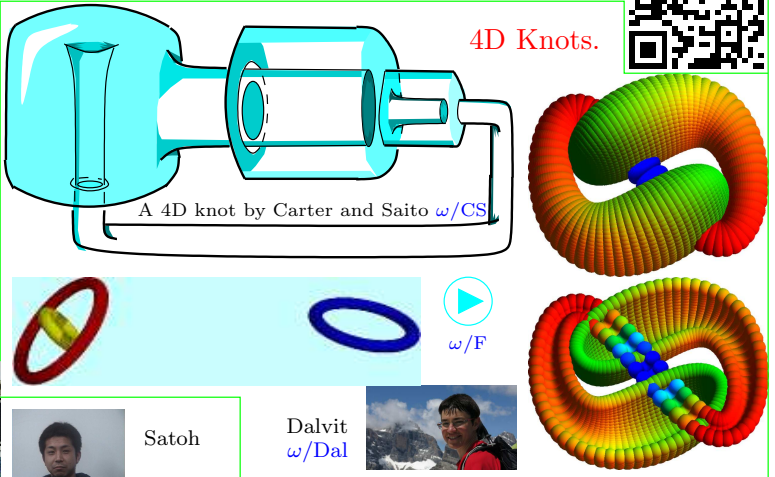 4D Knots.
A 4D knot by Carter and Saito ω/CS
ω/F
Satoh
Dalvit
ω/Dal